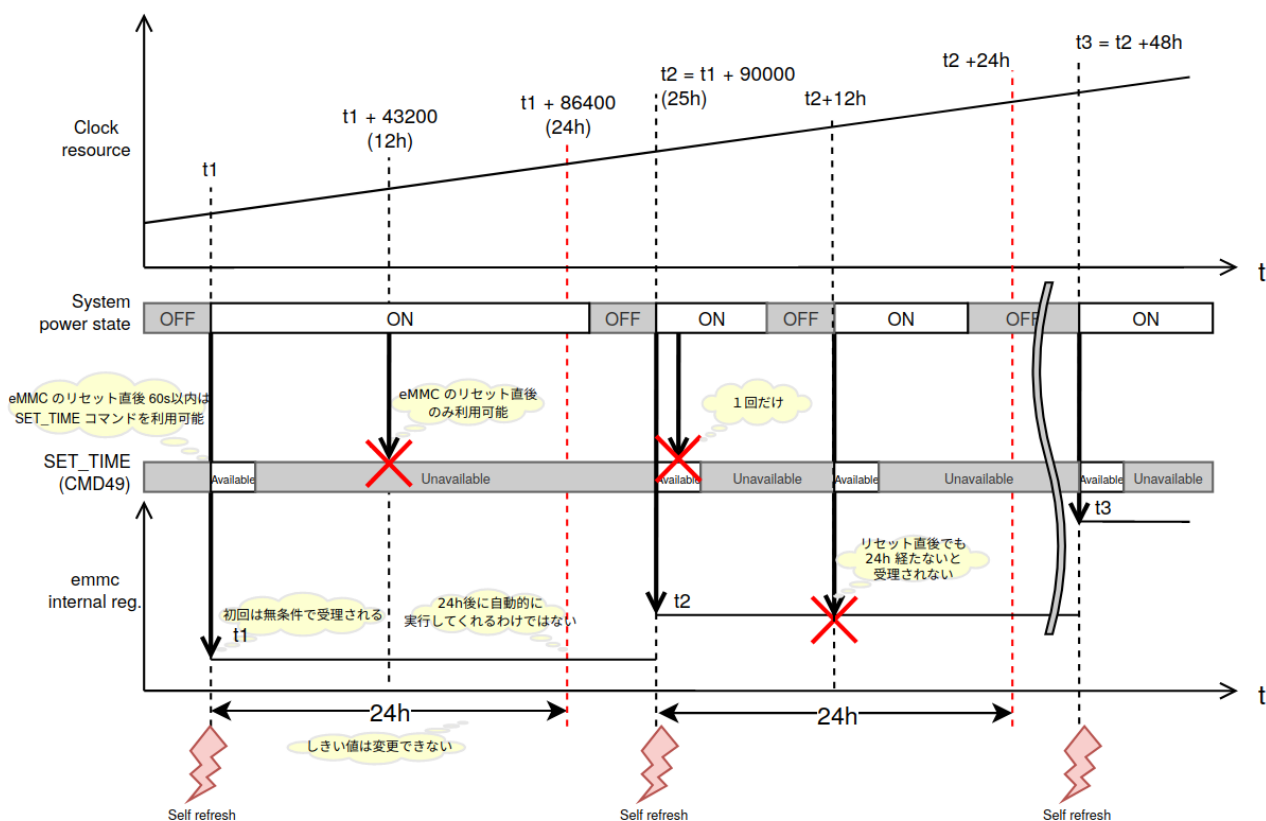 t3 = t2 +48h
t2 +24h
t2 = t1 + 90000
(25h)
t2+12h
t1 + 86400
(24h)
t1 + 43200
(12h)
t1
Clock
resource
t
System
power state
OFF
ON
OFF
ON
OFF
ON
OFF
ON
eMMC のリセット直後 60s以内は
SET_TIME コマンドを利用可能
eMMC のリセット直後
のみ利用可能
１回だけ
SET_TIME
(CMD49)
Available
Unavailable
Available
Unavailable
Available
Unavailable
Available
Unavailable
t3
リセット直後でも
24h 経たないと
受理されない
emmc
internal reg.
初回は無条件で受理される
t1
24h後に自動的に
実行してくれるわけではない
t2
t
24h
24h
しきい値は変更できない
Self refresh
Self refresh
Self refresh